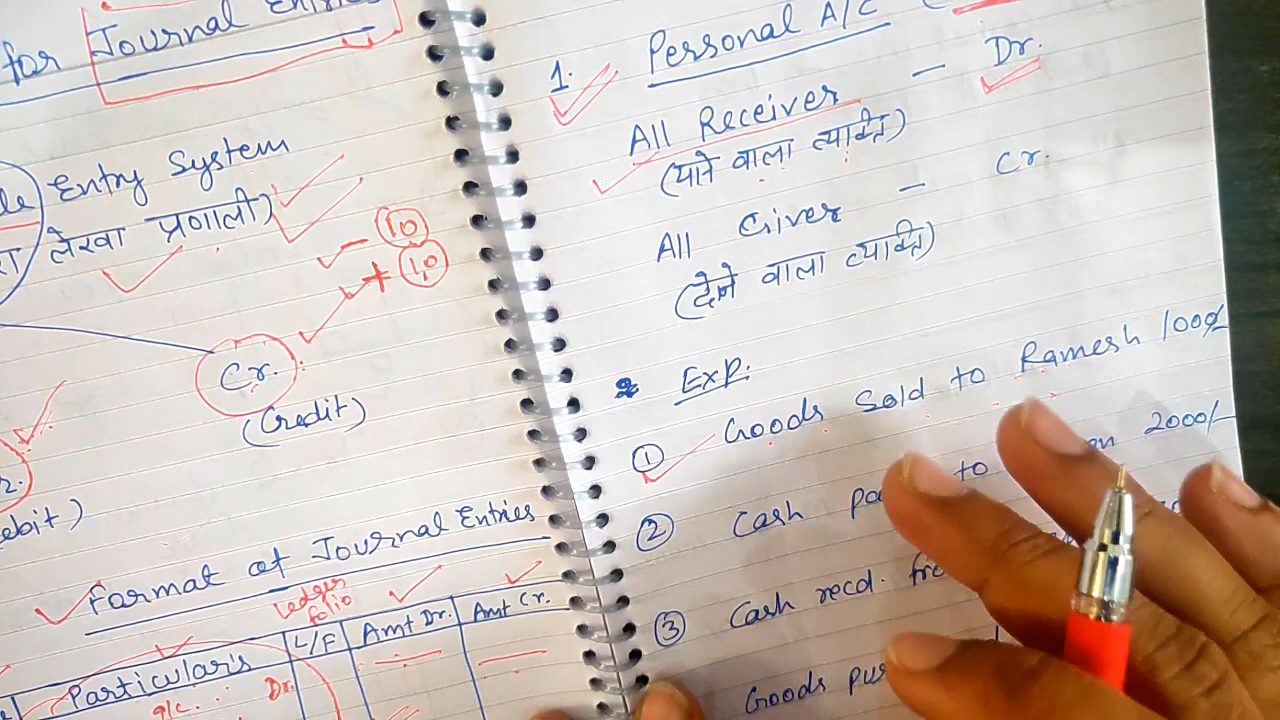 for Journal Entries
Entry System
लेखा प्रणाली)
- 10
+ 10
Cr.
(Credit)
Format of Journal Entries
Ledger
folio
Particular's L/F Amt Dr. Amt Cr.
a/c. Dr.
1. Personal A/C
All Receiver - Dr.
(पाने वाला व्यक्ति)
All Giver - Cr.
(देने वाला व्यक्ति)
Exp.
① Goods Sold to Ramesh 1000/-
② Cash to 2000/-
③ Cash recd.
Goods